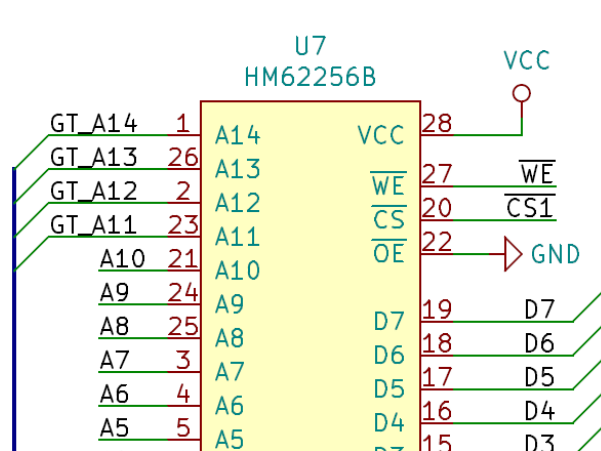 U7
HM62256B
VCC
GT_A14 1 A14 VCC 28
GT_A13 26 A13
GT_A12 2 A12 WE 27 WE
GT_A11 23 A11 CS 20 CS1
A10 21 A10 OE 22 GND
A9 24 A9 D7 19 D7
A8 25 A8 D6 18 D6
A7 3 A7 D5 17 D5
A6 4 A6 D4 16 D4
A5 5 A5 D3 15 D3